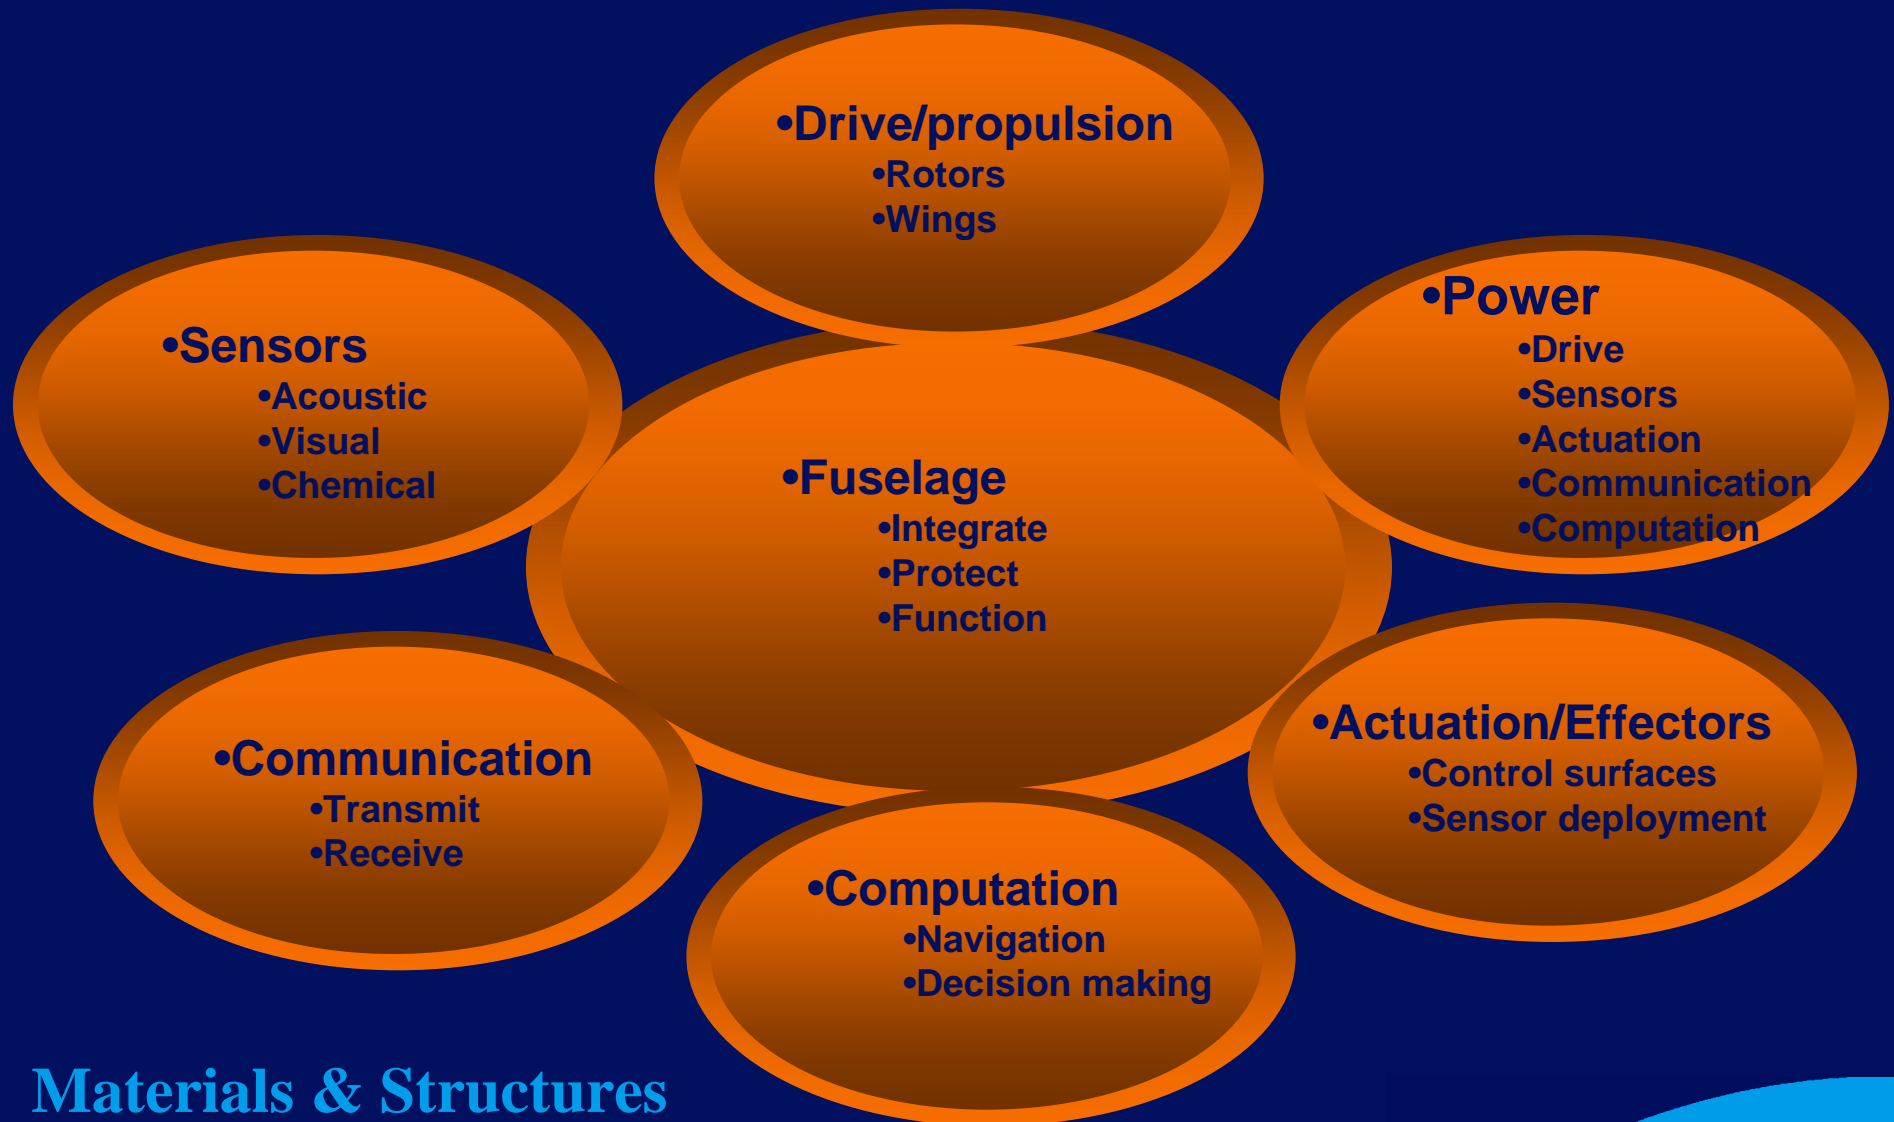 •Drive/propulsion
•Rotors
•Wings
•Sensors
•Acoustic
•Visual
•Chemical
•Power
•Drive
•Sensors
•Actuation
•Communication
•Computation
•Fuselage
•Integrate
•Protect
•Function
•Communication
•Transmit
•Receive
•Actuation/Effectors
•Control surfaces
•Sensor deployment
•Computation
•Navigation
•Decision making
Materials & Structures